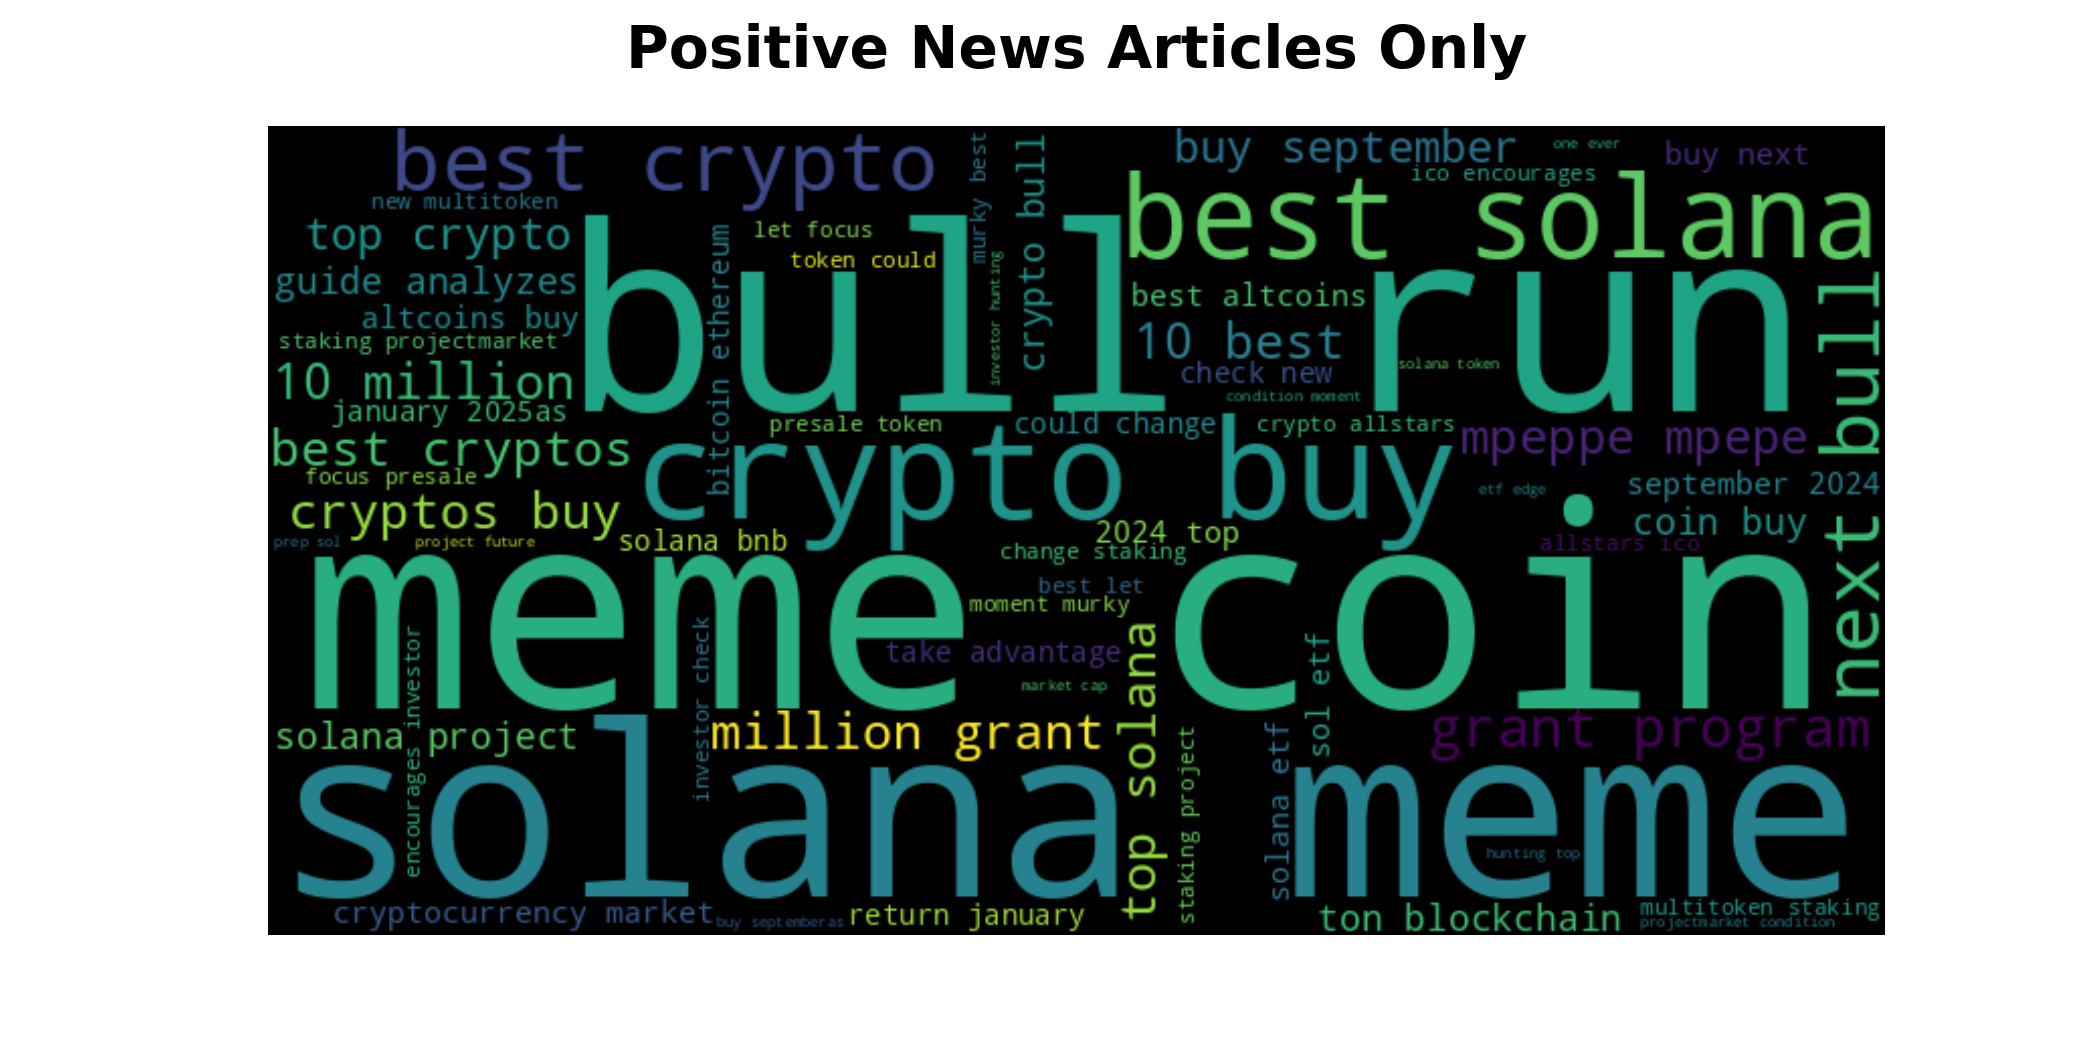 Positive News Articles Only
best crypto
murky best
crypto bull
buy september
one ever
buy next
ico encourages
new multitoken
best solana
top crypto
let focus
bitcoin ethereum
bull run
token could
investor hunting
guide analyzes
best altcoins
next bull
altcoins buy
10 best
staking projectmarket
solana token
check new
10 million
condition moment
january 2025as
presale token
could change
crypto allstars
best cryptos
crypto buy
mpeppe mpepe
focus presale
etf edge
september 2024
cryptos buy
coin buy
2024 top
prep sol
project future
solana bnb
change staking
allstars ico
meme coin
best let
moment murky
encourages investor
investor check
take advantage
top solana
sol etf
market cap
solana project
million grant
grant program
staking project
solana etf
solana meme
hunting top
cryptocurrency market
buy septemberas
return january
ton blockchain
multitoken staking
projectmarket condition